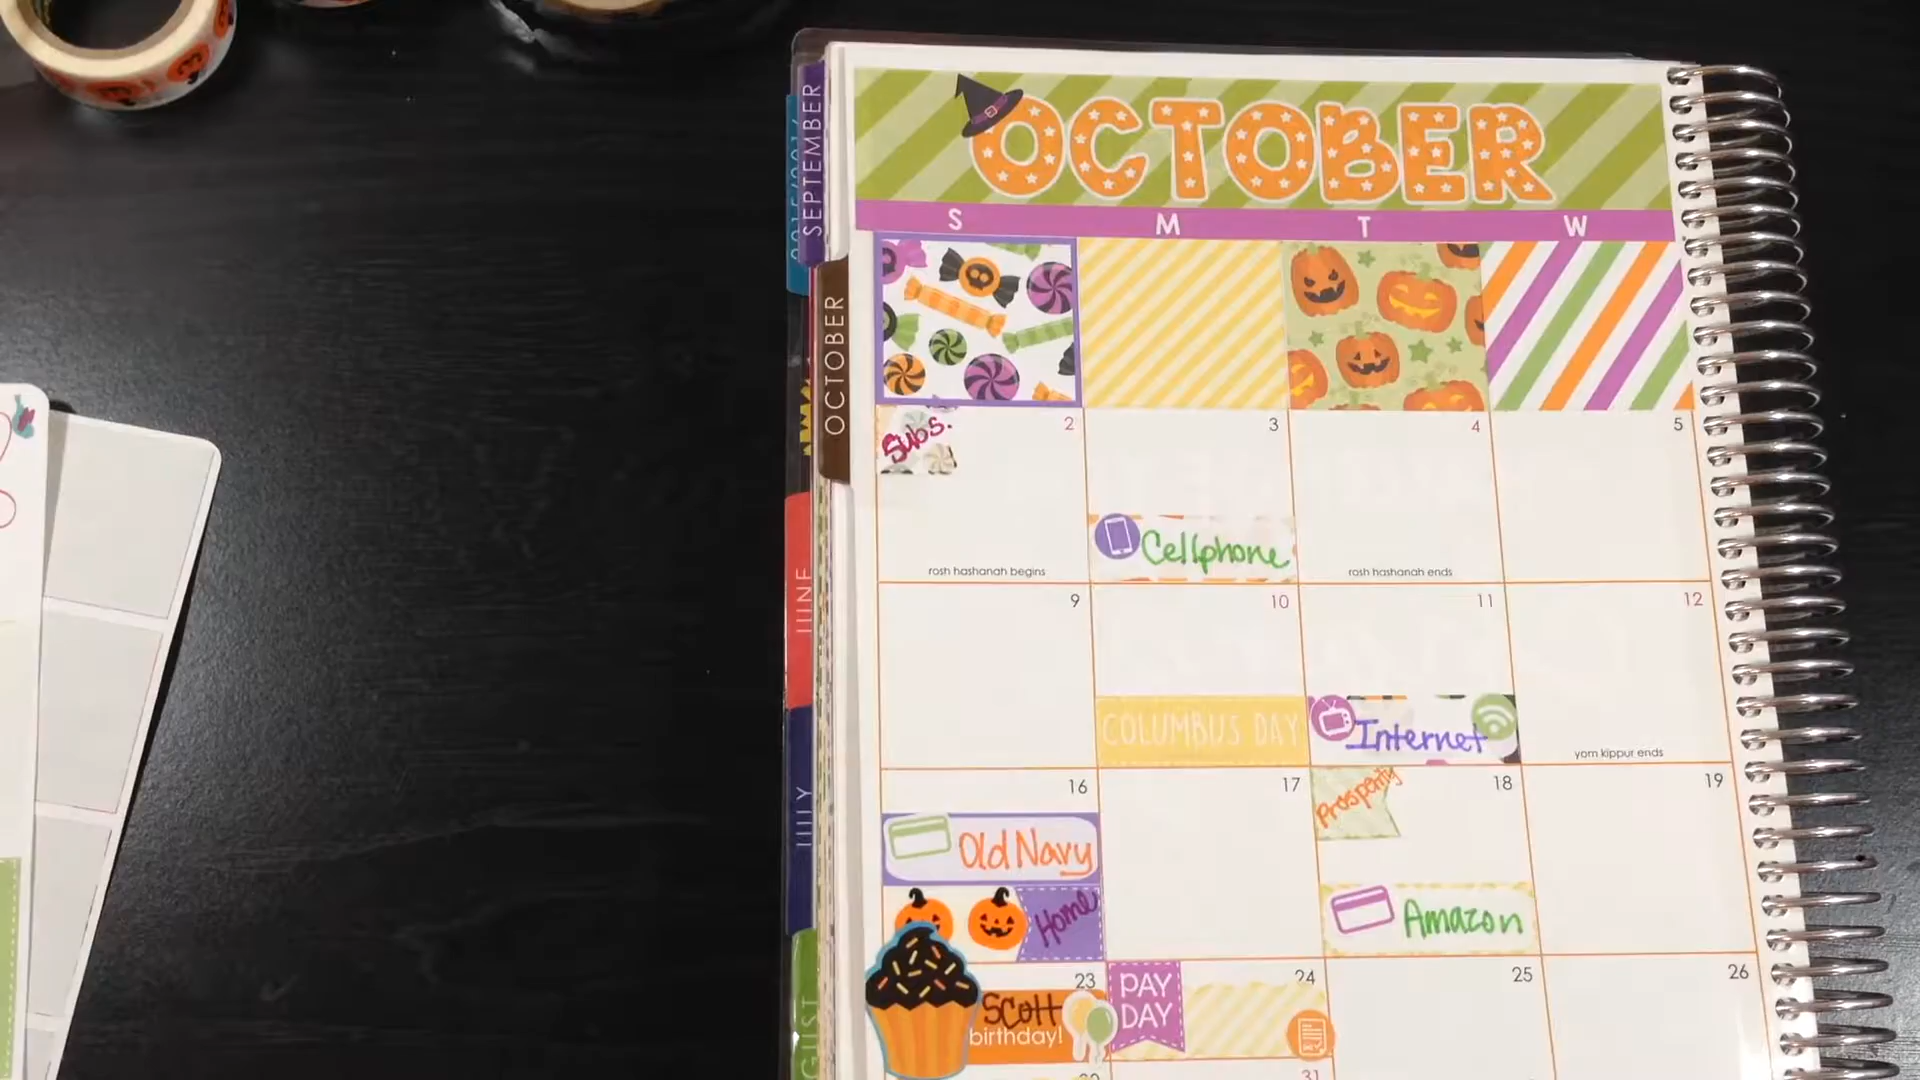 OCTOBER
S M T W
SEPTEMBER
OCTOBER
JUNE
JULY
Subs. 2
3
4
5
Cellphone
rosh hashanah begins
rosh hashanah ends
9
10
11
12
COLUMBUS DAY
Internet
yom kippur ends
16
17
Prosperity 18
19
Old Navy
Home
Amazon
23
PAY
DAY
24
25
26
Scott
birthday!
31